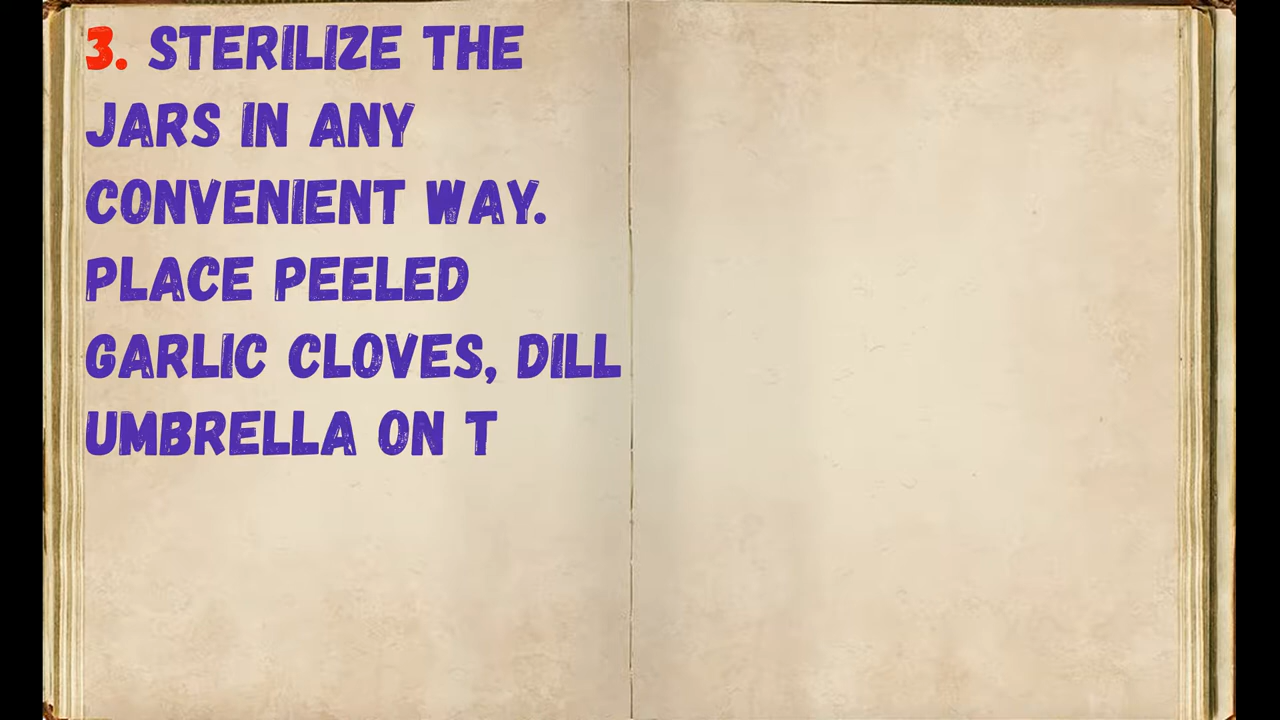 3. STERILIZE THE
JARS IN ANY
CONVENIENT WAY.
PLACE PEELED
GARLIC CLOVES, DILL
UMBRELLA ON T